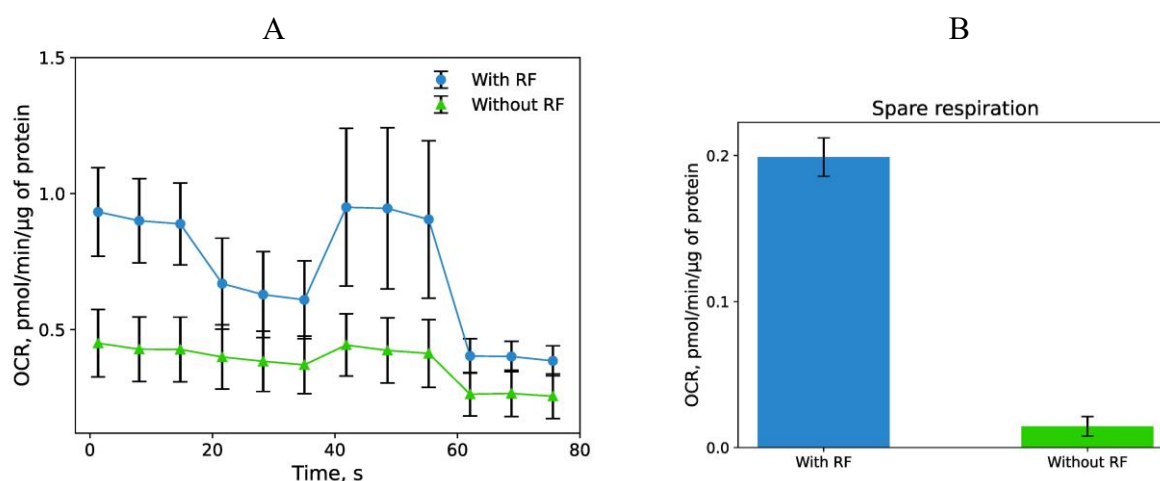 A
OCR, pmol/min/µg of protein
1.5
1.0
0.5
With RF
Without RF
0 20 40 60 80
Time, s
B
Spare respiration
OCR, pmol/min/µg of protein
0.2
0.1
0.0
With RF Without RF